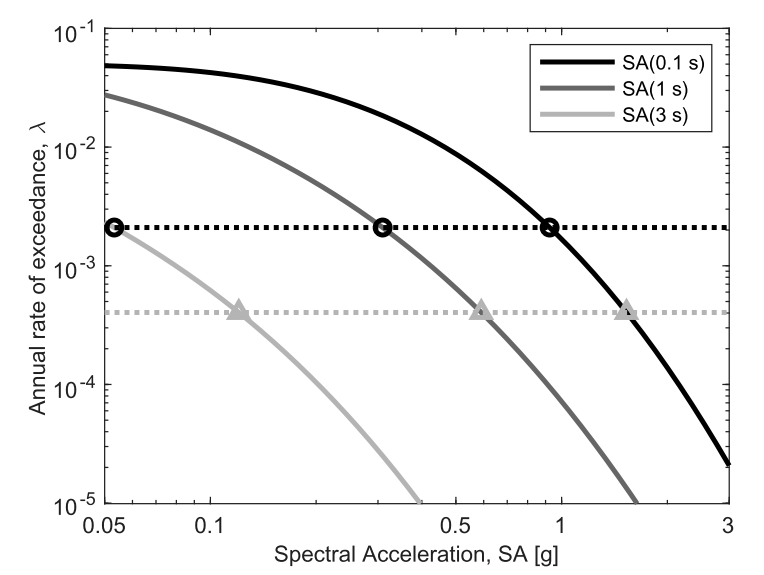 10^-1
SA(0.1 s)
SA(1 s)
SA(3 s)
10^-2
Annual rate of exceedance, λ
10^-3
10^-4
10^-5
0.05 0.1 0.5 1 3
Spectral Acceleration, SA [g]